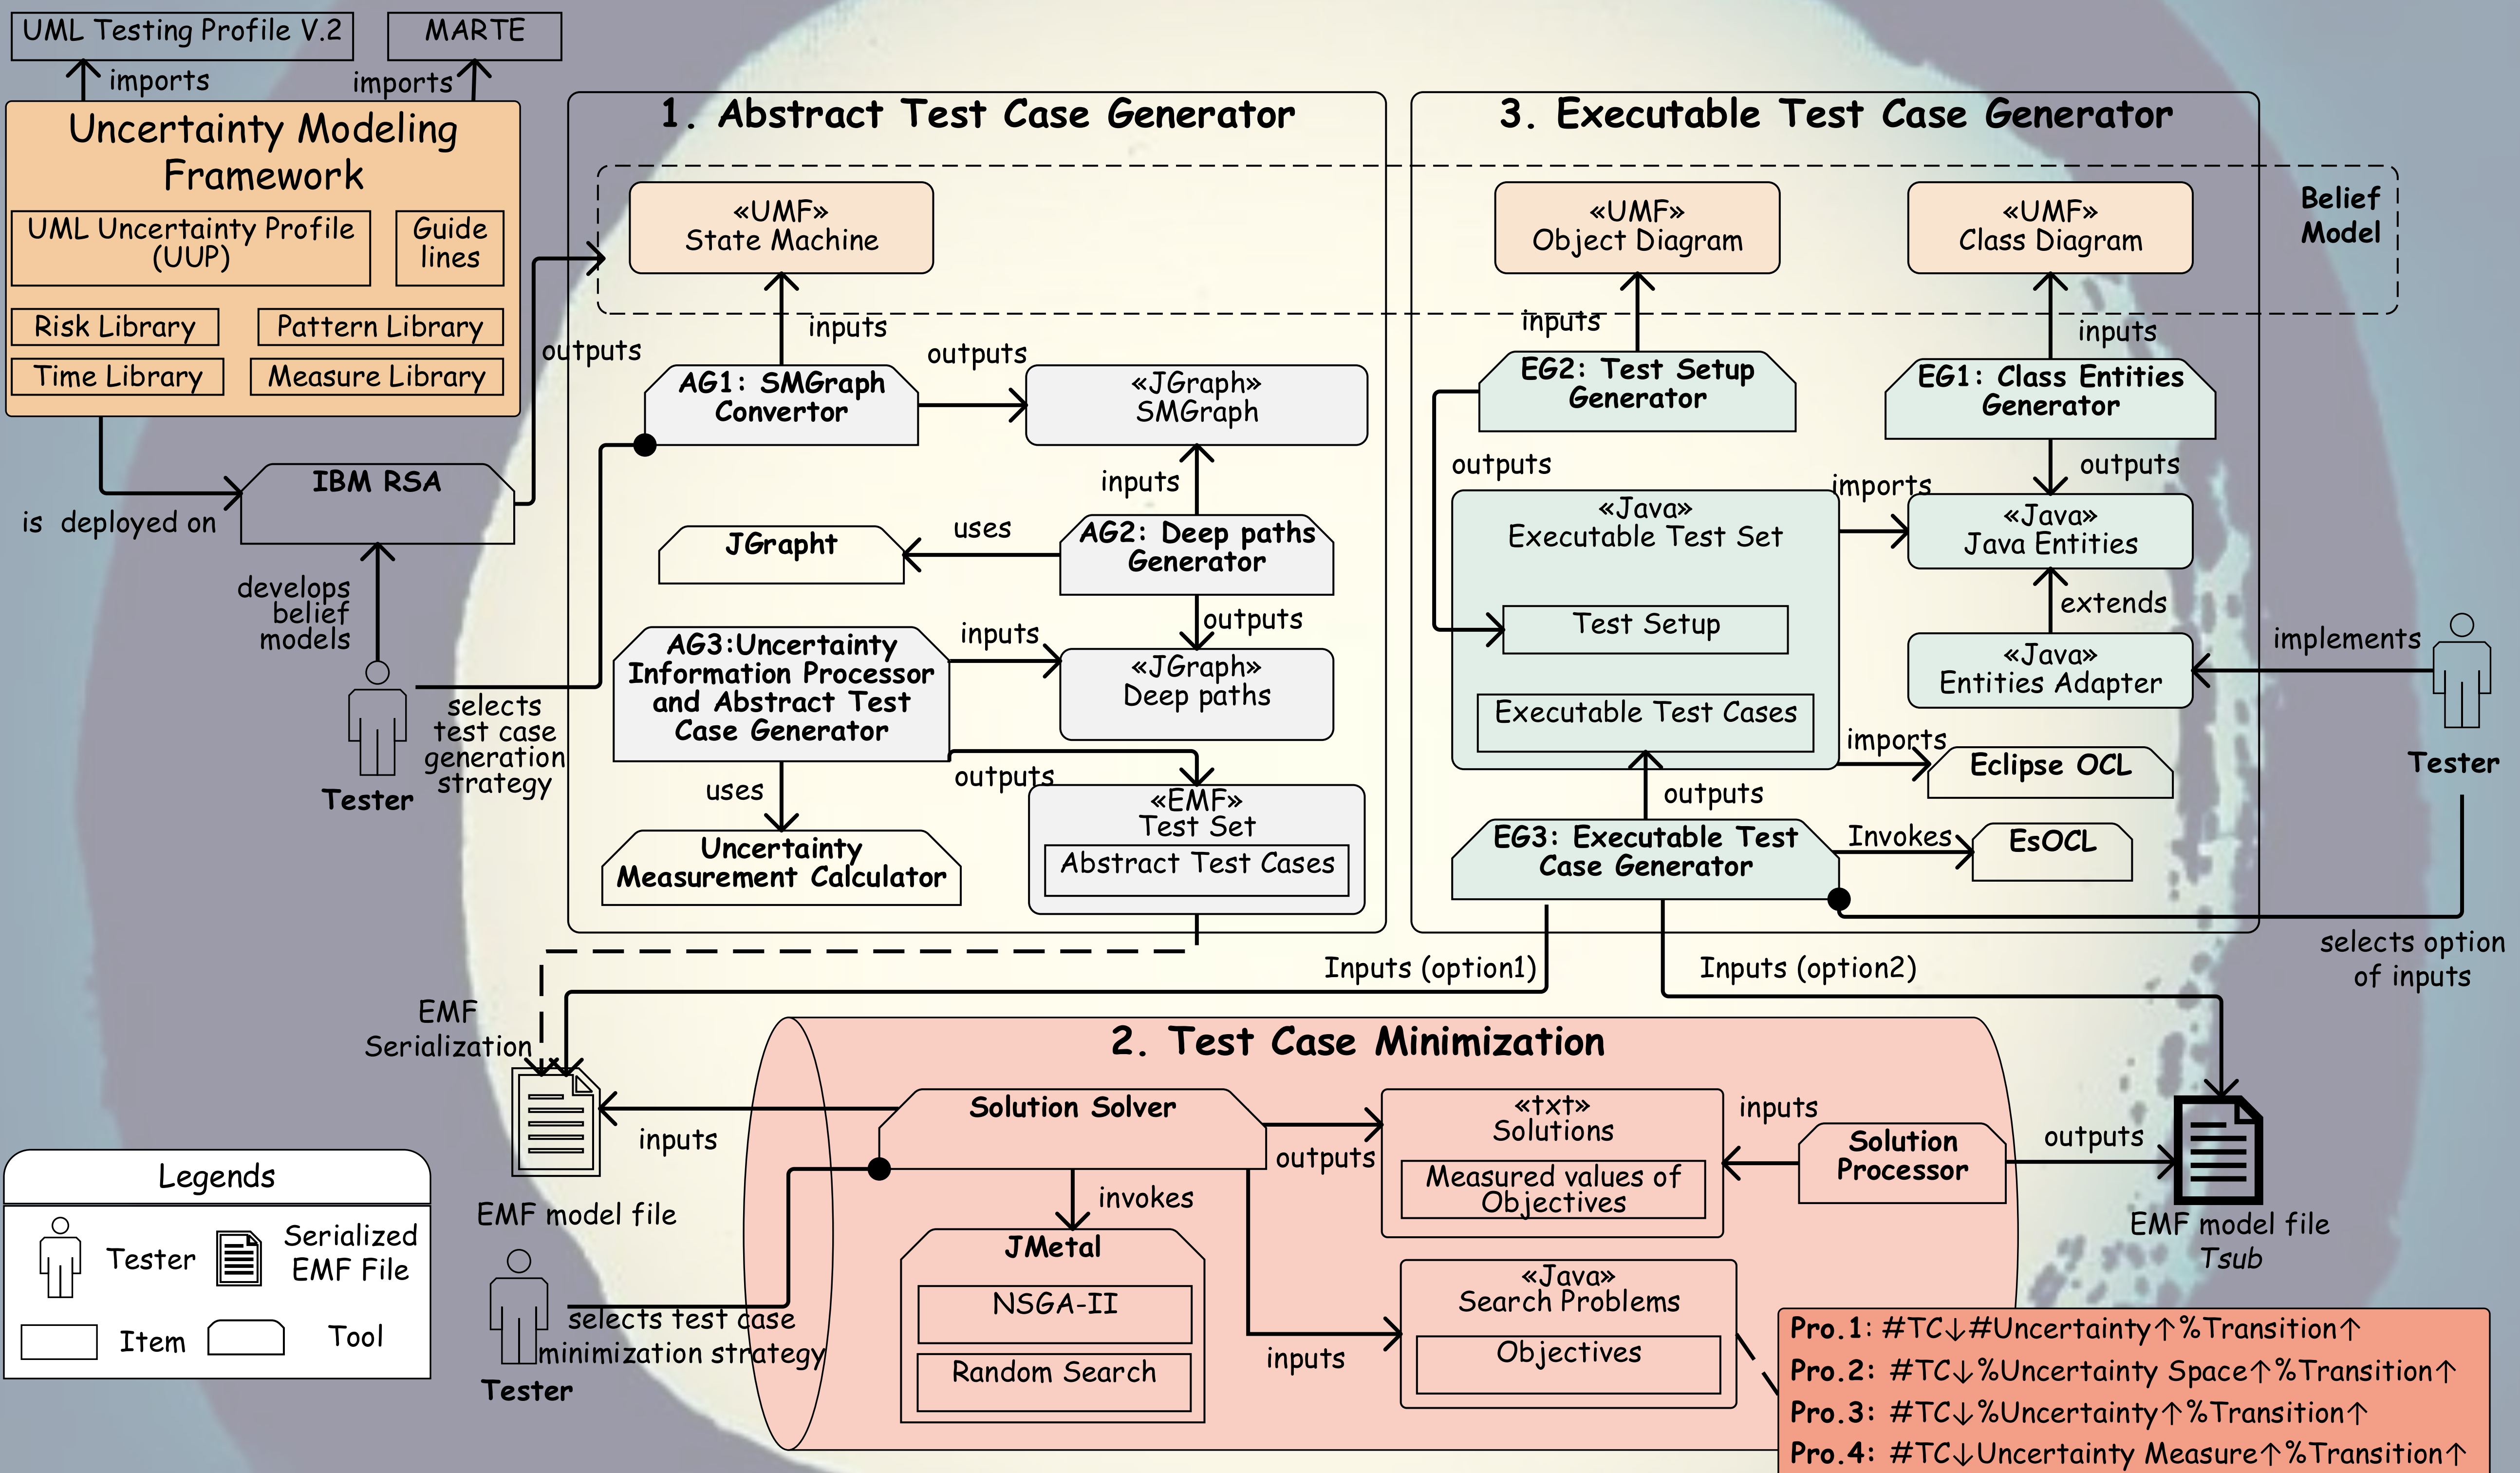 UML Testing Profile V.2
MARTE
imports
imports
Uncertainty Modeling
Framework
UML Uncertainty Profile
(UUP)
Guide
lines
Risk Library
Pattern Library
Time Library
Measure Library
outputs
is deployed on
IBM RSA
develops
belief
models
Tester
selects
test case
generation
strategy
1. Abstract Test Case Generator
«UMF»
State Machine
inputs
AG1: SMGraph
Convertor
outputs
«JGraph»
SMGraph
inputs
JGrapht
uses
AG2: Deep paths
Generator
outputs
AG3:Uncertainty
Information Processor
and Abstract Test
Case Generator
inputs
«JGraph»
Deep paths
uses
outputs
Uncertainty
Measurement Calculator
«EMF»
Test Set
Abstract Test Cases
3. Executable Test Case Generator
«UMF»
Object Diagram
«UMF»
Class Diagram
Belief
Model
inputs
inputs
EG2: Test Setup
Generator
EG1: Class Entities
Generator
outputs
outputs
imports
«Java»
Executable Test Set
«Java»
Java Entities
Test Setup
extends
Executable Test Cases
«Java»
Entities Adapter
implements
Tester
imports
Eclipse OCL
outputs
EG3: Executable Test
Case Generator
Invokes
EsOCL
selects option
of inputs
Inputs (option1)
Inputs (option2)
EMF
Serialization
inputs
EMF model file
2. Test Case Minimization
Solution Solver
outputs
«txt»
Solutions
Measured values of
Objectives
inputs
Solution
Processor
outputs
EMF model file
Tsub
invokes
JMetal
NSGA-II
Random Search
inputs
«Java»
Search Problems
Objectives
selects test case
minimization strategy
Tester
Pro.1: #TC↓#Uncertainty↑%Transition↑
Pro.2: #TC↓%Uncertainty Space↑%Transition↑
Pro.3: #TC↓%Uncertainty↑%Transition↑
Pro.4: #TC↓Uncertainty Measure↑%Transition↑
Legends
Tester
Serialized
EMF File
Item
Tool